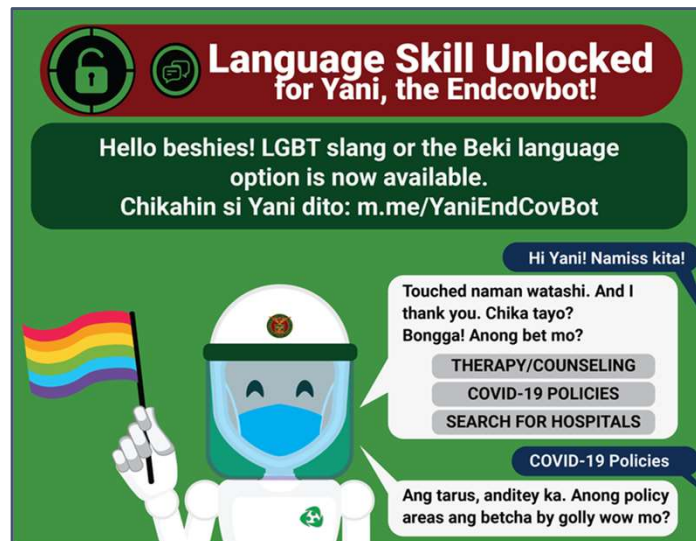 Language Skill Unlocked
for Yani, the Endcovbot!
Hello beshies! LGBT slang or the Beki language
option is now available.
Chikahin si Yani dito: m.me/YaniEndCovBot
Hi Yani! Namiss kita!
Touched naman watashi. And I
thank you. Chika tayo?
Bongga! Anong bet mo?
THERAPY/COUNSELING
COVID-19 POLICIES
SEARCH FOR HOSPITALS
COVID-19 Policies
Ang tarus, anditey ka. Anong policy
areas ang betcha by golly wow mo?